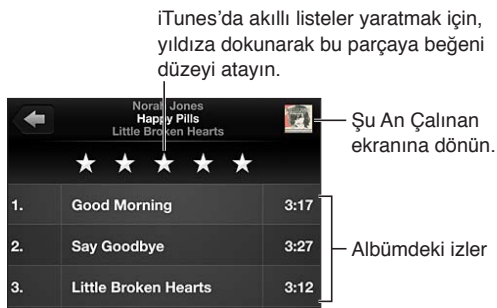 iTunes'da akıllı listeler yaratmak için,
yıldıza dokunarak bu parçaya beğeni
düzeyi atayın.
Norah Jones
Happy Pills
Little Broken Hearts
Şu An Çalınan
ekranına dönün.
1. Good Morning 3:17
2. Say Goodbye 3:27
3. Little Broken Hearts 3:12
Albümdeki izler